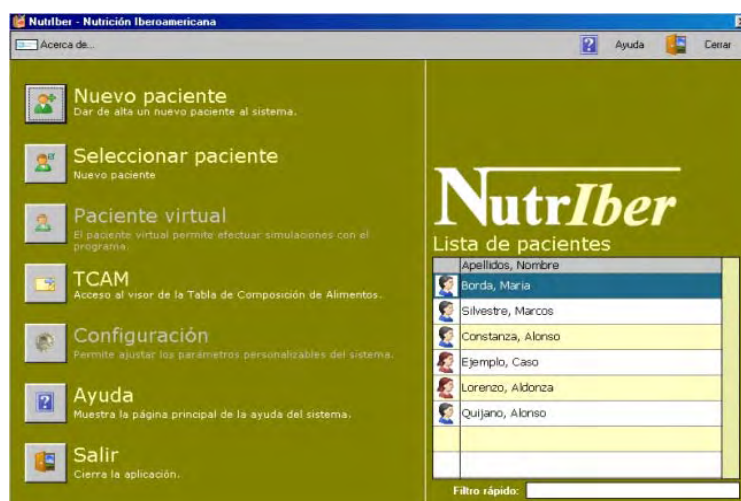 NutrIber - Nutrición Iberoamericana
Acerca de...
Ayuda
Cerrar
Nuevo paciente
Dar de alta un nuevo paciente al sistema.
Seleccionar paciente
Nuevo paciente
Paciente virtual
El paciente virtual permite efectuar simulaciones con el
programa.
TCAM
Acceso al visor de la Tabla de Composición de Alimentos.
Configuración
Permite ajustar los parámetros personalizables del sistema.
Ayuda
Muestra la página principal de la ayuda del sistema.
Salir
Cierra la aplicación.
NutrIber
Lista de pacientes
Apellidos, Nombre
Borda, Maria
Silvestre, Marcos
Constanza, Alonso
Ejemplo, Caso
Lorenzo, Aldonza
Quijano, Alonso
Filtro rápido: